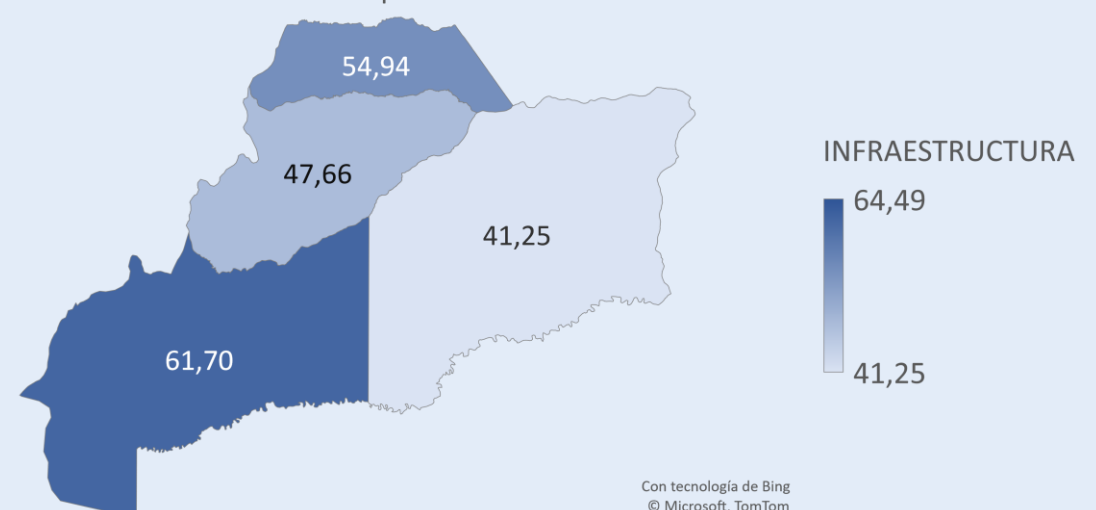 54,94
47,66
41,25
61,70
INFRAESTRUCTURA
64,49
41,25
Con tecnología de Bing
© Microsoft, TomTom